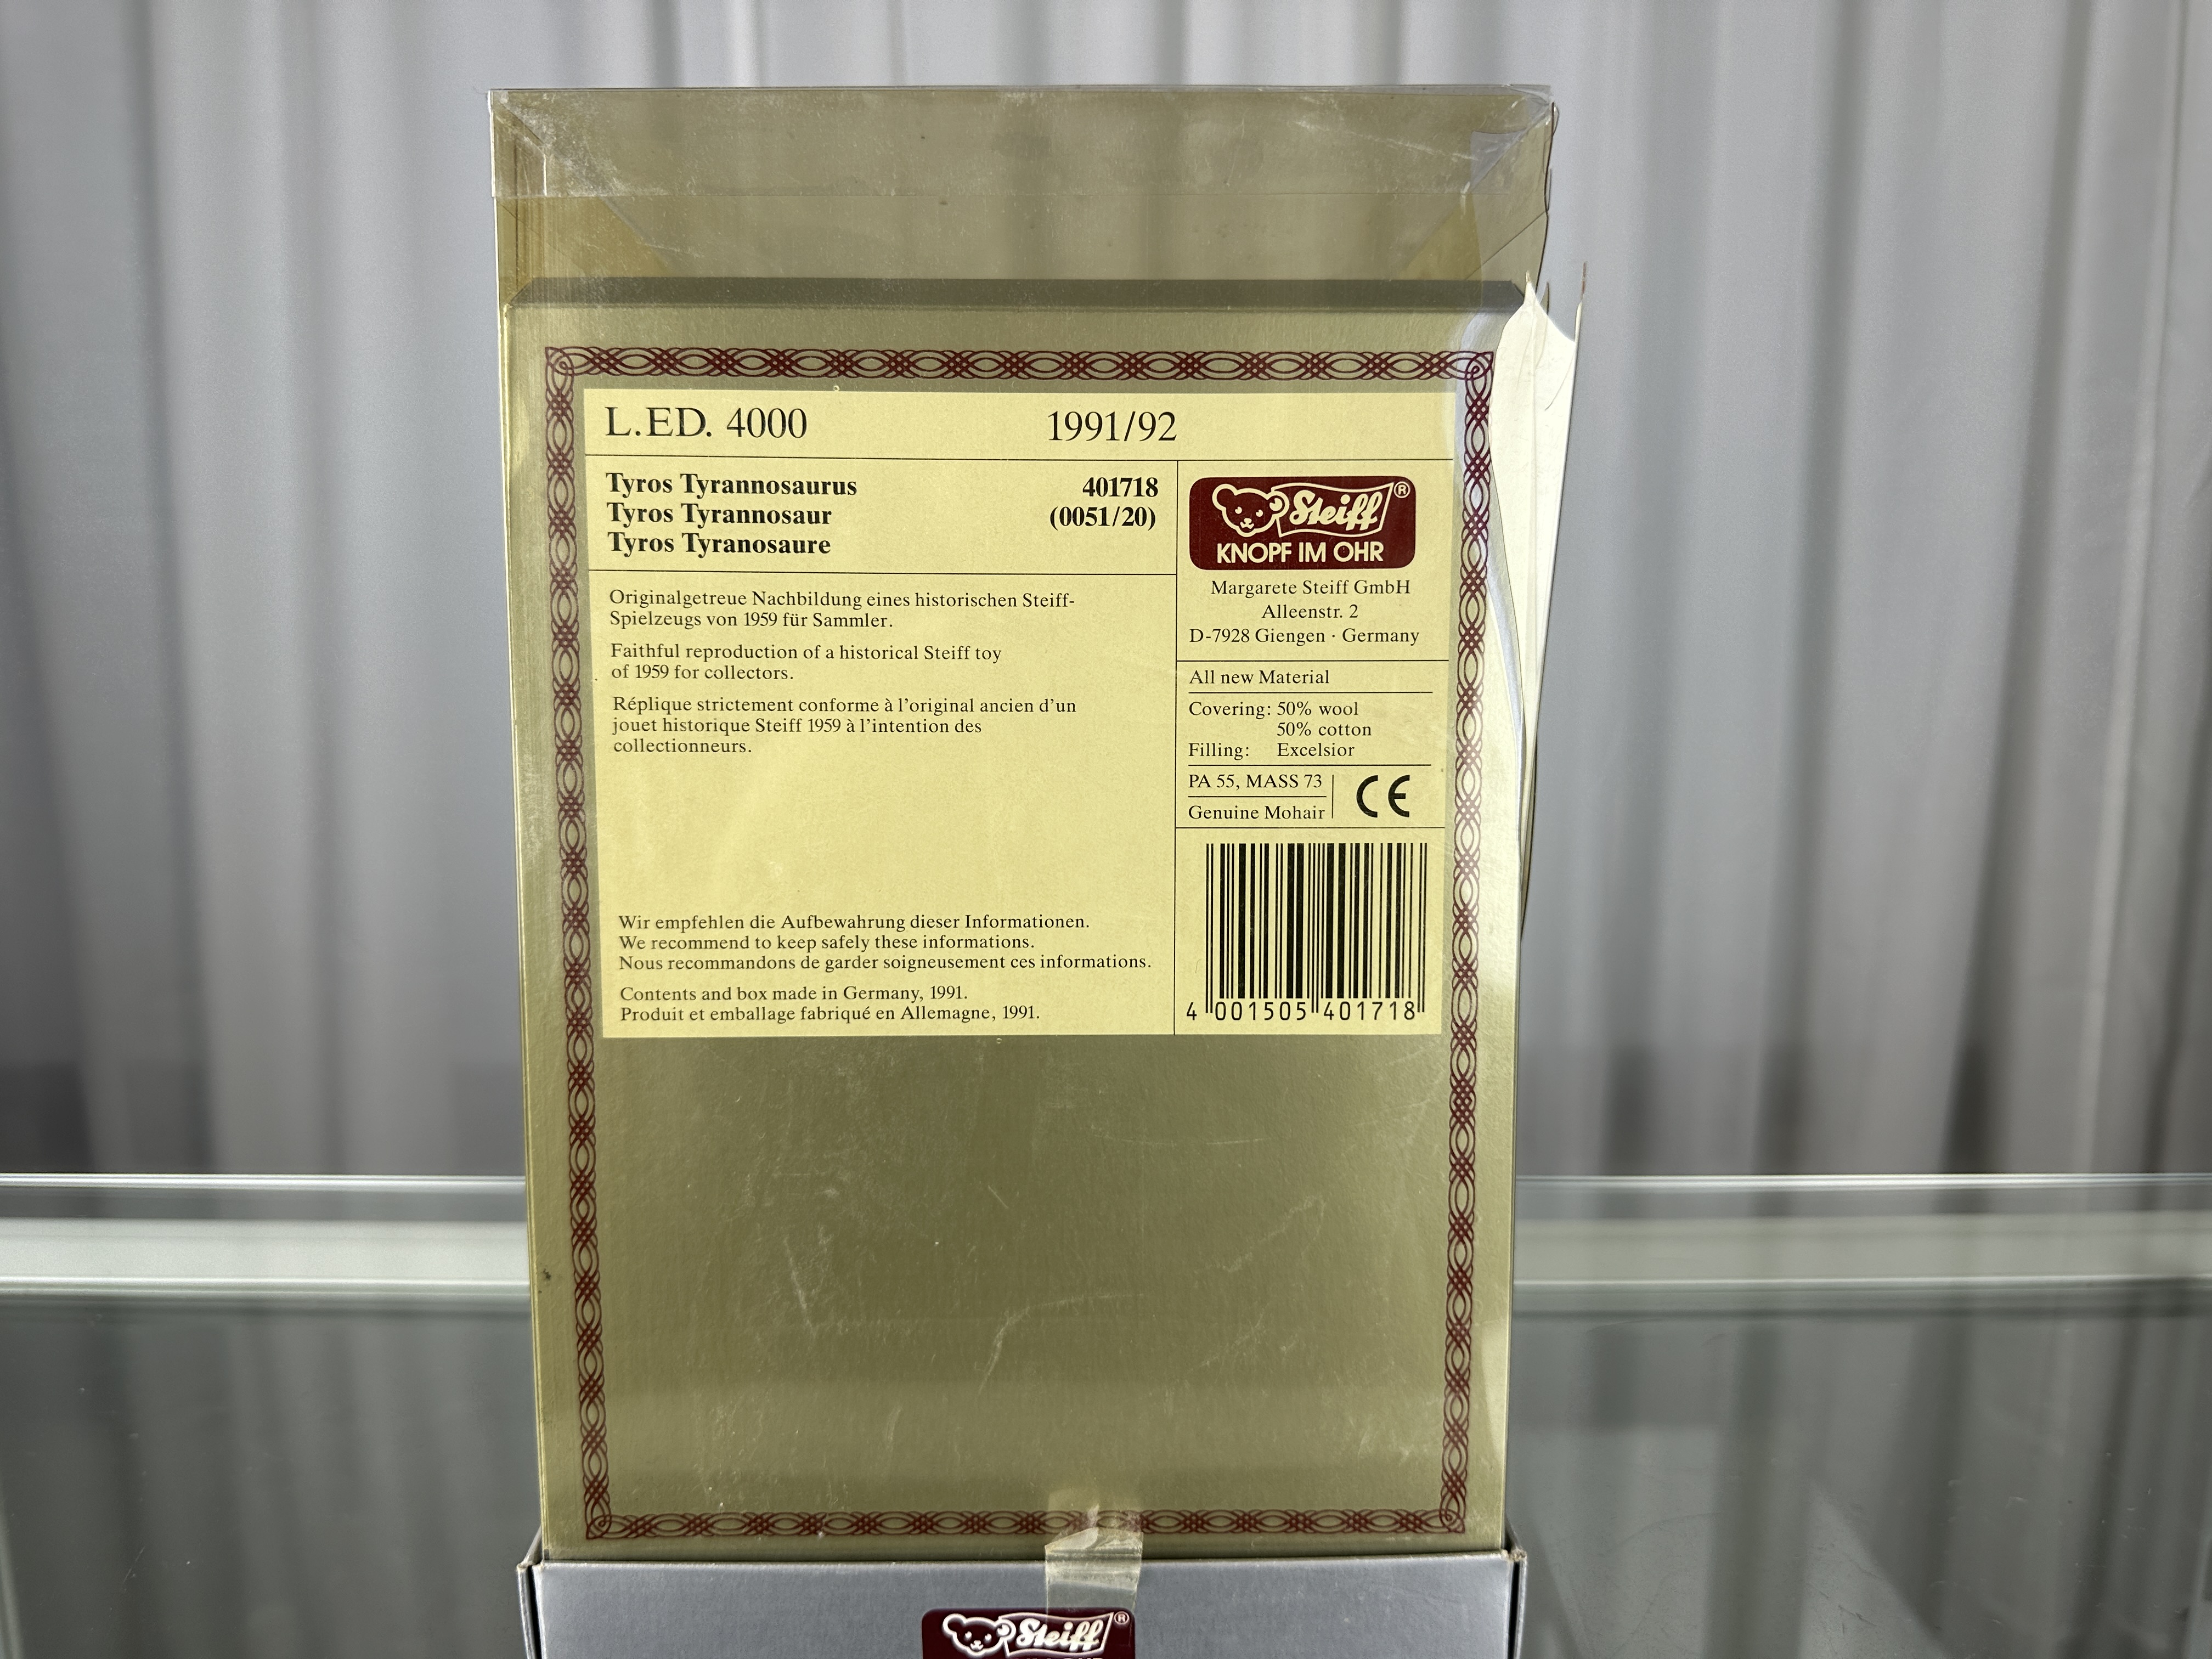 L.ED. 4000 1991/92
Tyros Tyrannosaurus 401718
Tyros Tyrannosaur (0051/20)
Tyros Tyranosaure
Originalgetreue Nachbildung eines historischen Steiff-
Spielzeugs von 1959 für Sammler.
Faithful reproduction of a historical Steiff toy
of 1959 for collectors.
Réplique strictement conforme à l'original ancien d'un
jouet historique Steiff 1959 à l'intention des
collectionneurs.
Wir empfehlen die Aufbewahrung dieser Informationen.
We recommend to keep safely these informations.
Nous recommandons de garder soigneusement ces informations.
Contents and box made in Germany, 1991.
Produit et emballage fabriqué en Allemagne, 1991.
Steiff®
KNOPF IM OHR
Margarete Steiff GmbH
Alleenstr. 2
D-7928 Giengen · Germany
All new Material
Covering: 50% wool
50% cotton
Filling: Excelsior
PA 55, MASS 73
Genuine Mohair
CE
4 001505 401718
Steiff®